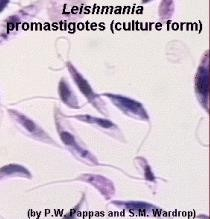 Leishmania
promastigotes (culture form)
(by P.W. Pappas and S.M. Wardrop)